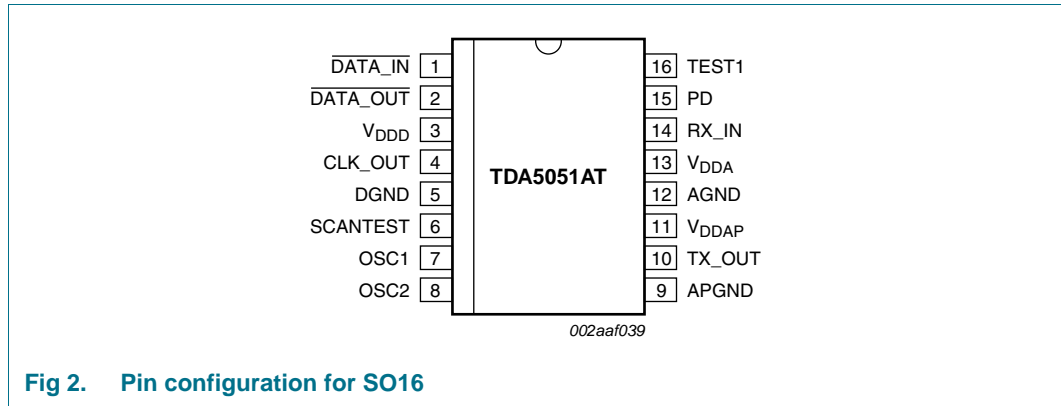 DATA_IN 1
DATA_OUT 2
VDDD 3
CLK_OUT 4
DGND 5
SCANTEST 6
OSC1 7
OSC2 8
TDA5051AT
16 TEST1
15 PD
14 RX_IN
13 VDDA
12 AGND
11 VDDAP
10 TX_OUT
9 APGND
002aaf039
Fig 2. Pin configuration for SO16